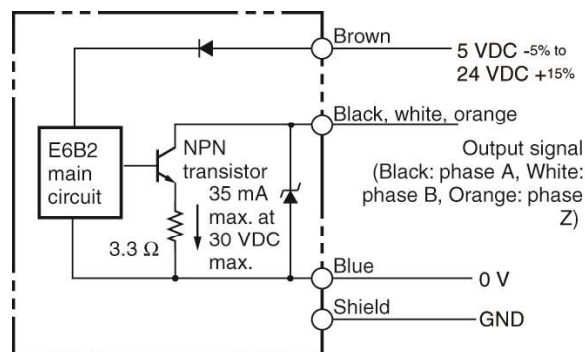 Brown
5 VDC -5% to
24 VDC +15%
Black, white, orange
E6B2
main
circuit
NPN
transistor
35 mA
max. at
30 VDC
max.
3.3 Ω
Output signal
(Black: phase A, White:
phase B, Orange: phase
Z)
Blue
0 V
Shield
GND